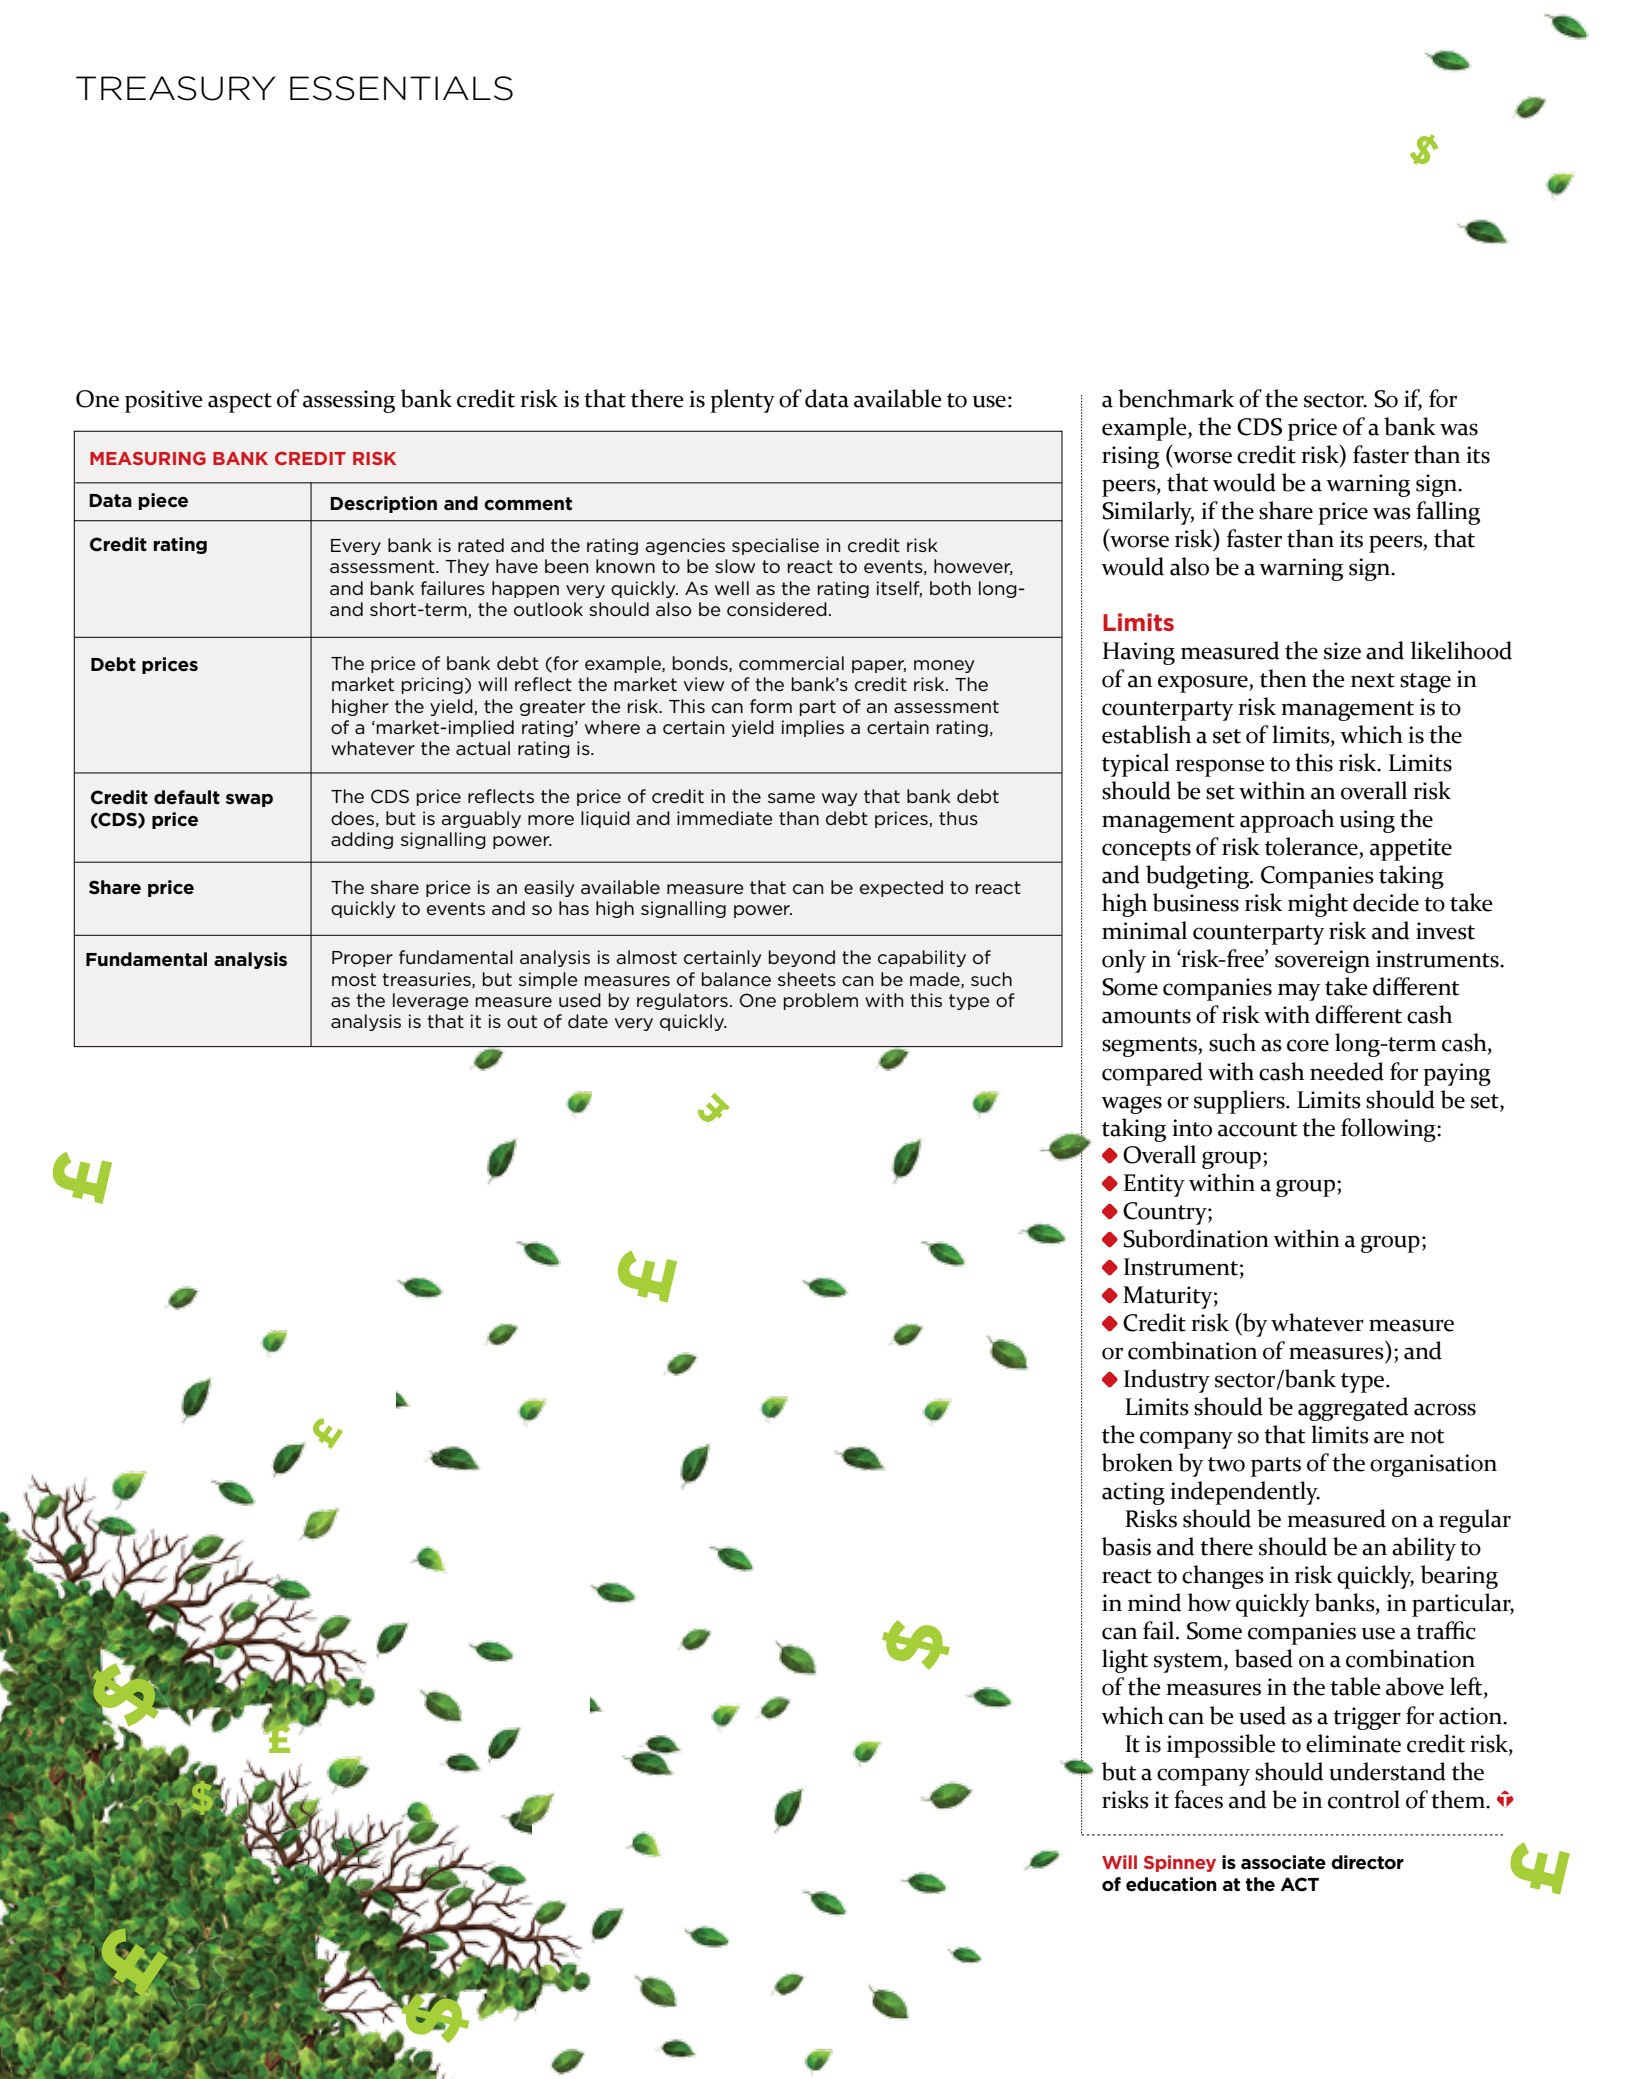 TREASURY ESSENTIALS
One positive aspect of assessing bank credit risk is that there is plenty of data available to use:
MEASURING BANK CREDIT RISK
Data piece
Description and comment
Credit rating
Every bank is rated and the rating agencies specialise in credit risk
assessment. They have been known to be slow to react to events, however,
and bank failures happen very quickly. As well as the rating itself, both long-
and short-term, the outlook should also be considered.
Debt prices
The price of bank debt (for example, bonds, commercial paper, money
market pricing) will reflect the market view of the bank’s credit risk. The
higher the yield, the greater the risk. This can form part of an assessment
of a ‘market-implied rating’ where a certain yield implies a certain rating,
whatever the actual rating is.
Credit default swap
(CDS) price
The CDS price reflects the price of credit in the same way that bank debt
does, but is arguably more liquid and immediate than debt prices, thus
adding signalling power.
Share price
The share price is an easily available measure that can be expected to react
quickly to events and so has high signalling power.
Fundamental analysis
Proper fundamental analysis is almost certainly beyond the capability of
most treasuries, but simple measures of balance sheets can be made, such
as the leverage measure used by regulators. One problem with this type of
analysis is that it is out of date very quickly.
a benchmark of the sector. So if, for
example, the CDS price of a bank was
rising (worse credit risk) faster than its
peers, that would be a warning sign.
Similarly, if the share price was falling
(worse risk) faster than its peers, that
would also be a warning sign.
Limits
Having measured the size and likelihood
of an exposure, then the next stage in
counterparty risk management is to
establish a set of limits, which is the
typical response to this risk. Limits
should be set within an overall risk
management approach using the
concepts of risk tolerance, appetite
and budgeting. Companies taking
high business risk might decide to take
minimal counterparty risk and invest
only in ‘risk-free’ sovereign instruments.
Some companies may take different
amounts of risk with different cash
segments, such as core long-term cash,
compared with cash needed for paying
wages or suppliers. Limits should be set,
taking into account the following:
◆ Overall group;
◆ Entity within a group;
◆ Country;
◆ Subordination within a group;
◆ Instrument;
◆ Maturity;
◆ Credit risk (by whatever measure
or combination of measures); and
◆ Industry sector/bank type.
Limits should be aggregated across
the company so that limits are not
broken by two parts of the organisation
acting independently.
Risks should be measured on a regular
basis and there should be an ability to
react to changes in risk quickly, bearing
in mind how quickly banks, in particular,
can fail. Some companies use a traffic
light system, based on a combination
of the measures in the table above left,
which can be used as a trigger for action.
It is impossible to eliminate credit risk,
but a company should understand the
risks it faces and be in control of them.
Will Spinney is associate director
of education at the ACT